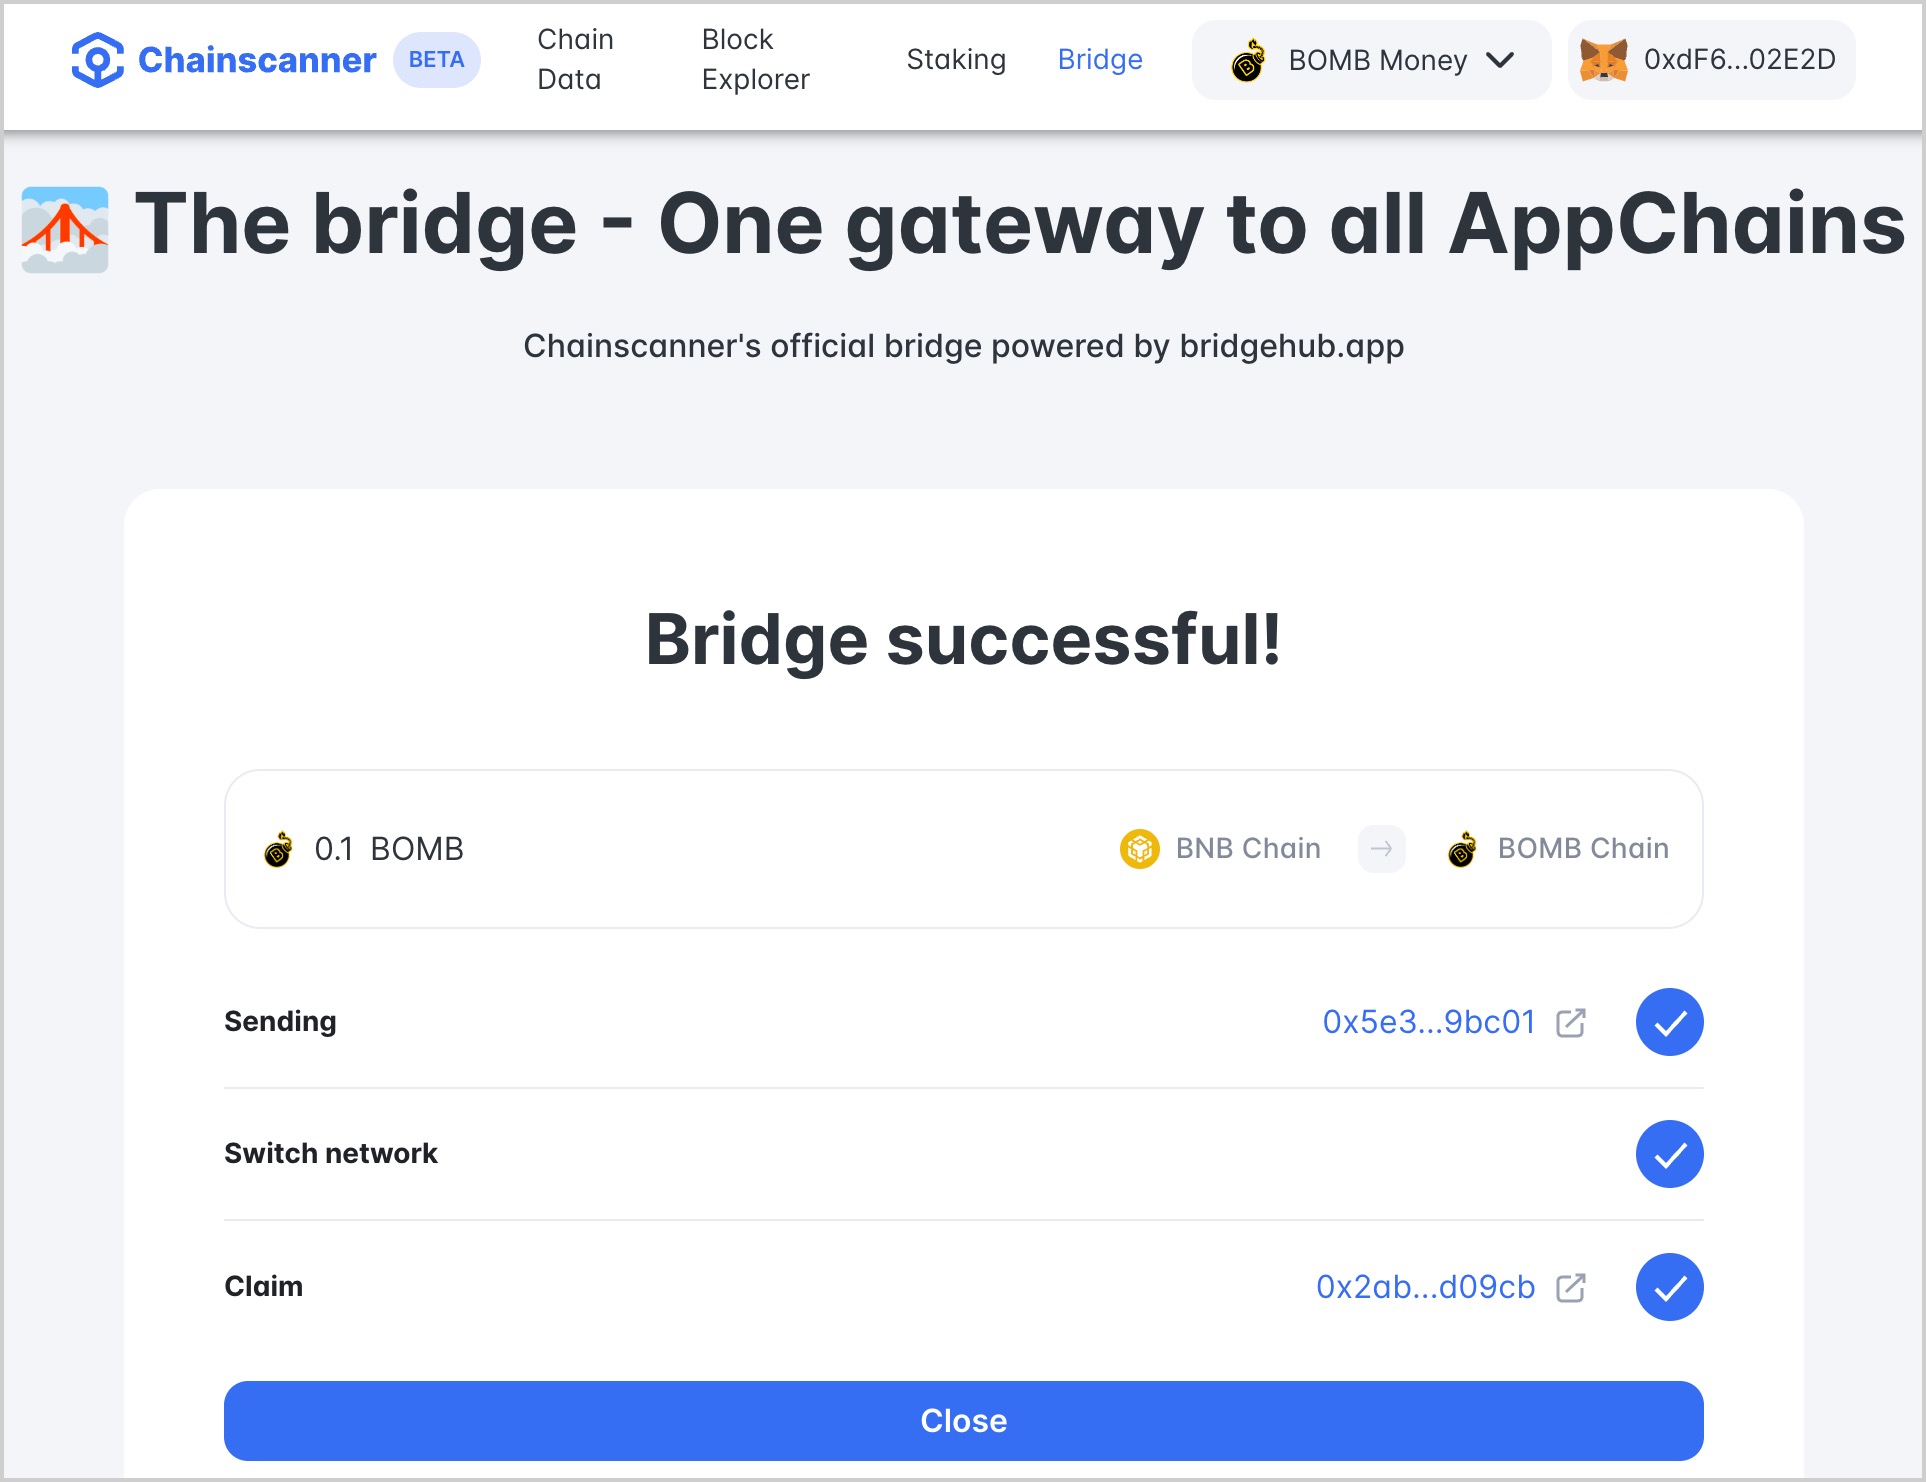 Chainscanner BETA
Chain
Data
Block
Explorer
Staking
Bridge
BOMB Money
0xdF6...02E2D
The bridge - One gateway to all AppChains
Chainscanner's official bridge powered by bridgehub.app
Bridge successful!
0.1 BOMB
BNB Chain → BOMB Chain
Sending 0x5e3...9bc01
Switch network
Claim 0x2ab...d09cb
Close